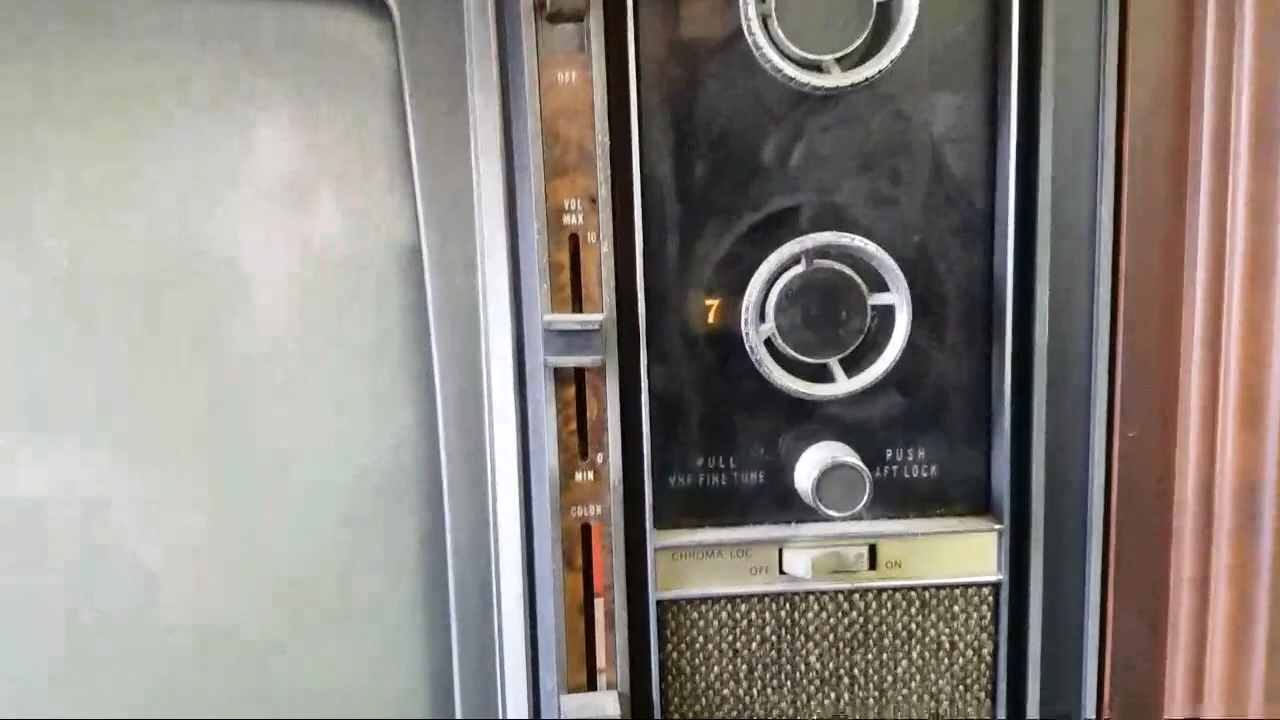 OFF
VOL
MAX
10
7
0
MIN
COLOR
PULL
VHF FINE TUNE
PUSH
AFT LOCK
CHROMA-LOC
OFF
ON